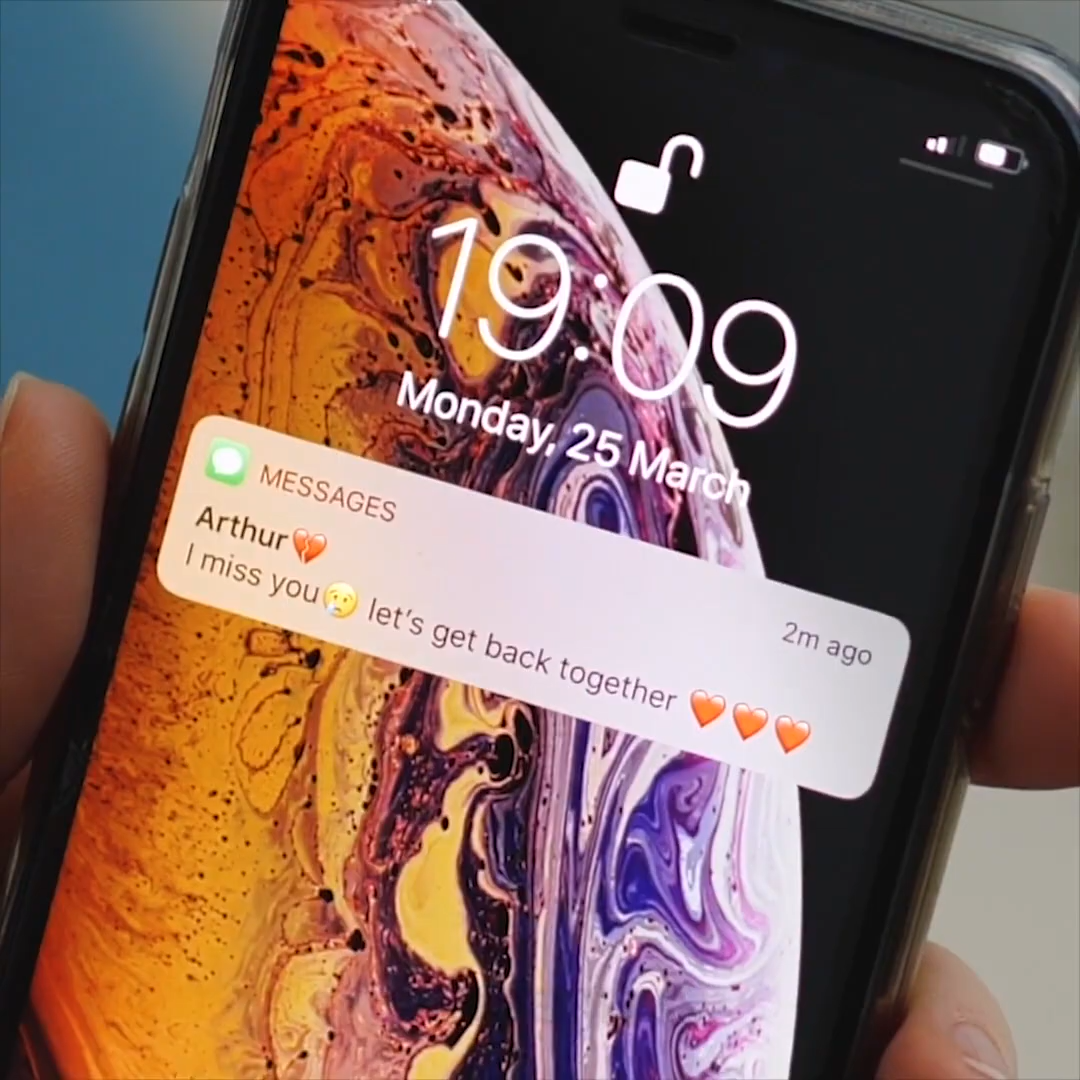 19:09
Monday, 25 March
MESSAGES
2m ago
Arthur💔
I miss you😢 let's get back together ❤️❤️❤️